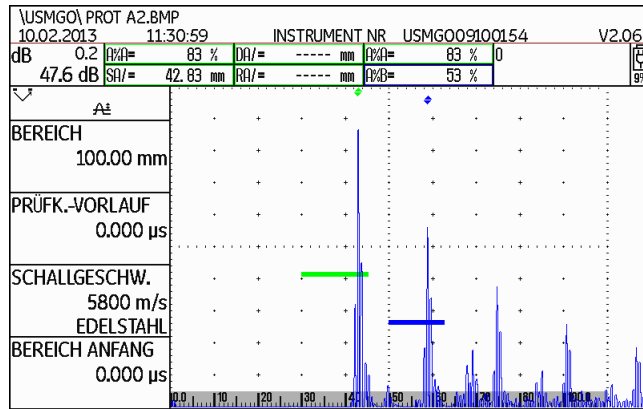 \USMGO\ PROT A2.BMP
10.02.2013 11:30:59 INSTRUMENT NR USMGO09100154 V2.06
dB 0.2 A%A= 83 % DA/= ----- mm A%A= 83 % 0
47.6 dB SA/= 42.83 mm RA/= ----- mm A%B= 53 %
BEREICH
100.00 mm
PRÜFK.-VORLAUF
0.000 µs
SCHALLGESCHW.
5800 m/s
EDELSTAHL
BEREICH ANFANG
0.000 µs
0.0 10 20 30 50 60 70 80 90 100.0